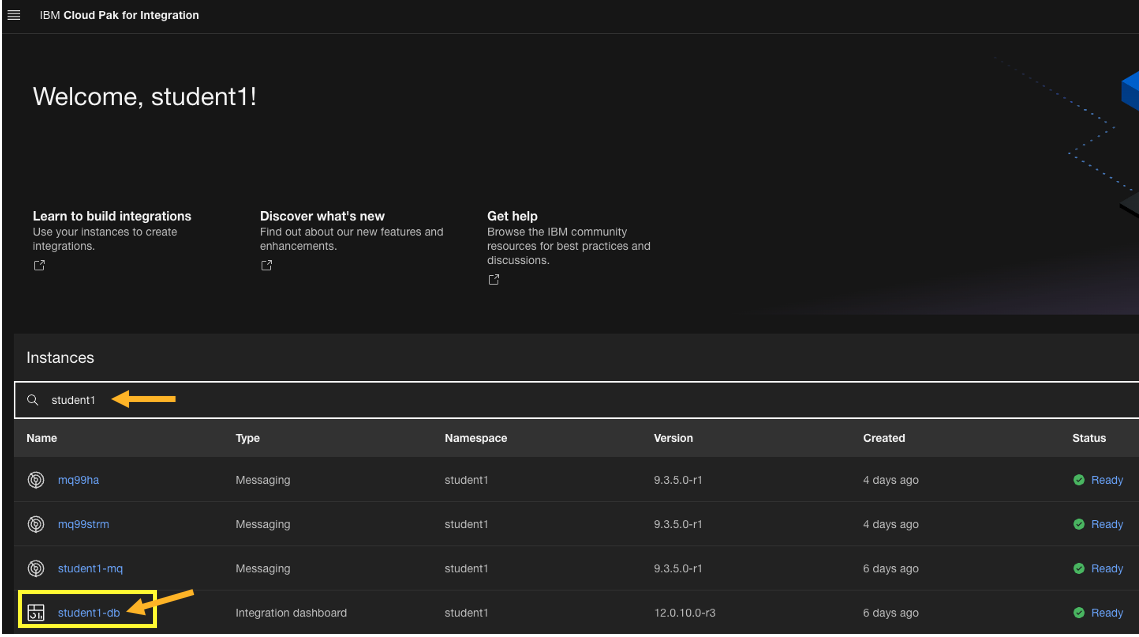 IBM Cloud Pak for Integration
Welcome, student1!
Learn to build integrations
Use your instances to create
integrations.
Discover what's new
Find out about our new features and
enhancements.
Get help
Browse the IBM community
resources for best practices and
discussions.
Instances
student1
Name Type Namespace Version Created Status
mq99ha Messaging student1 9.3.5.0-r1 4 days ago Ready
mq99strm Messaging student1 9.3.5.0-r1 4 days ago Ready
student1-mq Messaging student1 9.3.5.0-r1 6 days ago Ready
student1-db Integration dashboard student1 12.0.10.0-r3 6 days ago Ready